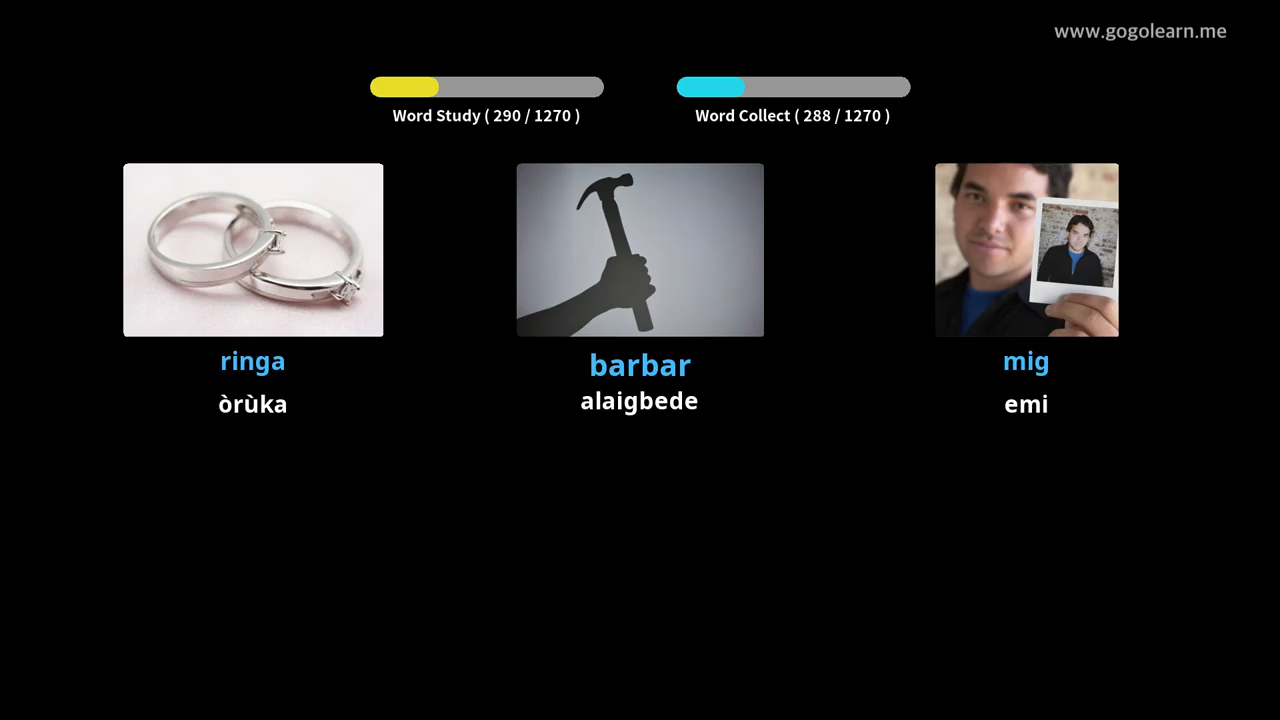 www.gogolearn.me
Word Study ( 290 / 1270 )
Word Collect ( 288 / 1270 )
ringa
barbar
mig
òrùka
alaigbede
emi